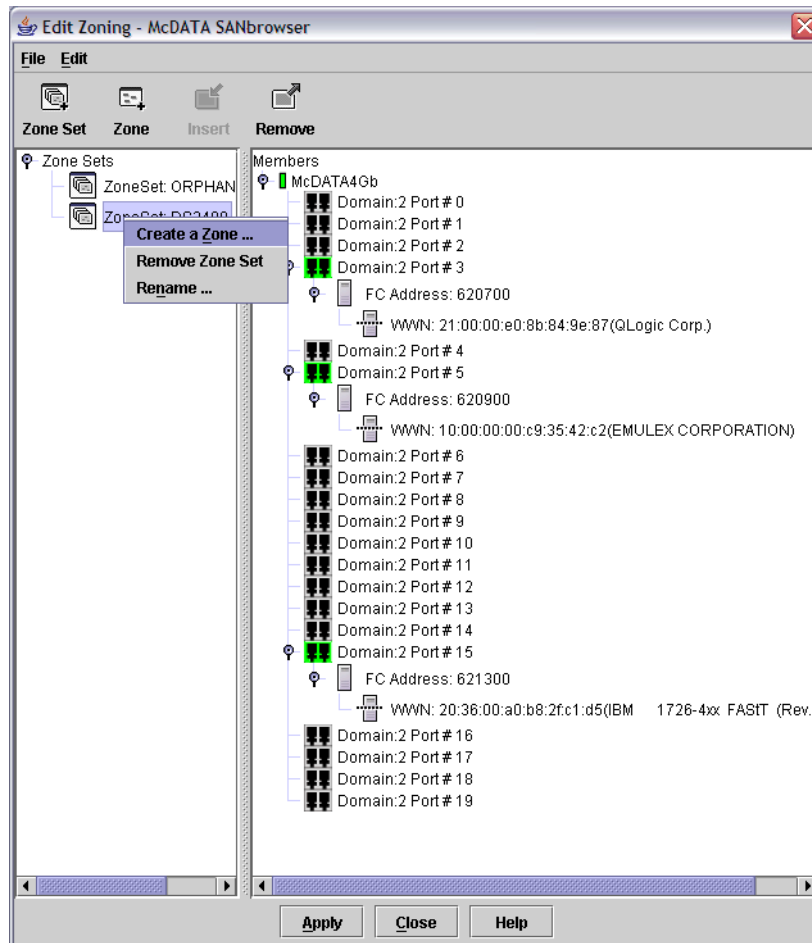 Edit Zoning - McDATA SANbrowser
File Edit
Zone Set Zone Insert Remove
Zone Sets
ZoneSet: ORPHAN
Create a Zone ...
Remove Zone Set
Rename ...
Members
McDATA4Gb
Domain:2 Port # 0
Domain:2 Port # 1
Domain:2 Port # 2
Domain:2 Port # 3
FC Address: 620700
WWN: 21:00:00:e0:8b:84:9e:87(QLogic Corp.)
Domain:2 Port # 4
Domain:2 Port # 5
FC Address: 620900
WWN: 10:00:00:00:c9:35:42:c2(EMULEX CORPORATION)
Domain:2 Port # 6
Domain:2 Port # 7
Domain:2 Port # 8
Domain:2 Port # 9
Domain:2 Port # 10
Domain:2 Port # 11
Domain:2 Port # 12
Domain:2 Port # 13
Domain:2 Port # 14
Domain:2 Port # 15
FC Address: 621300
WWN: 20:36:00:a0:b8:2f:c1:d5(IBM 1726-4xx FAStT (Rev.
Domain:2 Port # 16
Domain:2 Port # 17
Domain:2 Port # 18
Domain:2 Port # 19
Apply Close Help